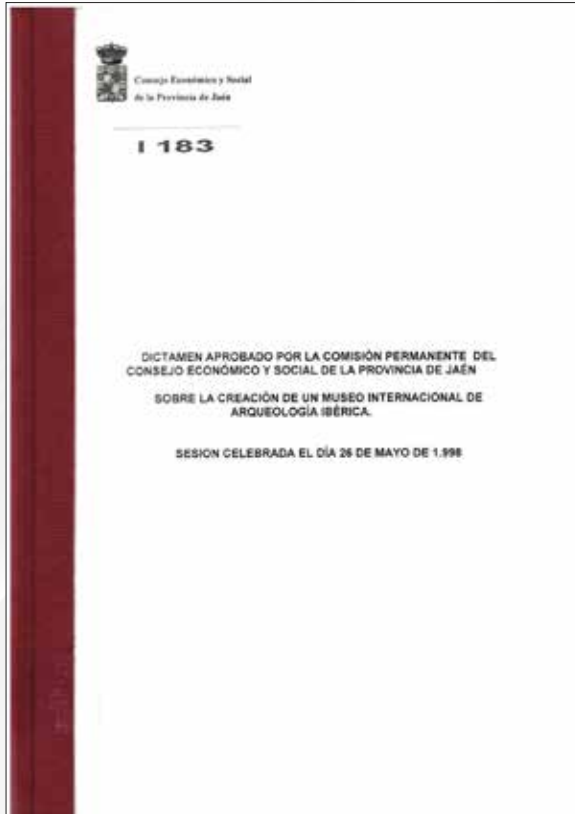 Consejo Económico y Social
de la Provincia de Jaén
I 183
DICTAMEN APROBADO POR LA COMISIÓN PERMANENTE DEL
CONSEJO ECONÓMICO Y SOCIAL DE LA PROVINCIA DE JAÉN
SOBRE LA CREACIÓN DE UN MUSEO INTERNACIONAL DE
ARQUEOLOGÍA IBÉRICA.
SESION CELEBRADA EL DÍA 26 DE MAYO DE 1.998